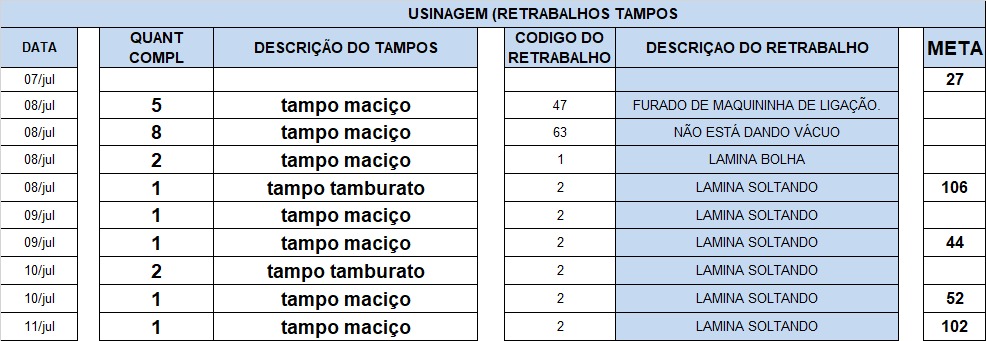 USINAGEM (RETRABALHOS TAMPOS
DATA QUANT COMPL DESCRIÇÃO DO TAMPOS CODIGO DO RETRABALHO DESCRIÇAO DO RETRABALHO META
07/jul 27
08/jul 5 tampo maciço 47 FURADO DE MAQUININHA DE LIGAÇÃO.
08/jul 8 tampo maciço 63 NÃO ESTÁ DANDO VÁCUO
08/jul 2 tampo maciço 1 LAMINA BOLHA
08/jul 1 tampo tamburato 2 LAMINA SOLTANDO 106
09/jul 1 tampo maciço 2 LAMINA SOLTANDO
09/jul 1 tampo maciço 2 LAMINA SOLTANDO 44
10/jul 2 tampo tamburato 2 LAMINA SOLTANDO
10/jul 1 tampo maciço 2 LAMINA SOLTANDO 52
11/jul 1 tampo maciço 2 LAMINA SOLTANDO 102